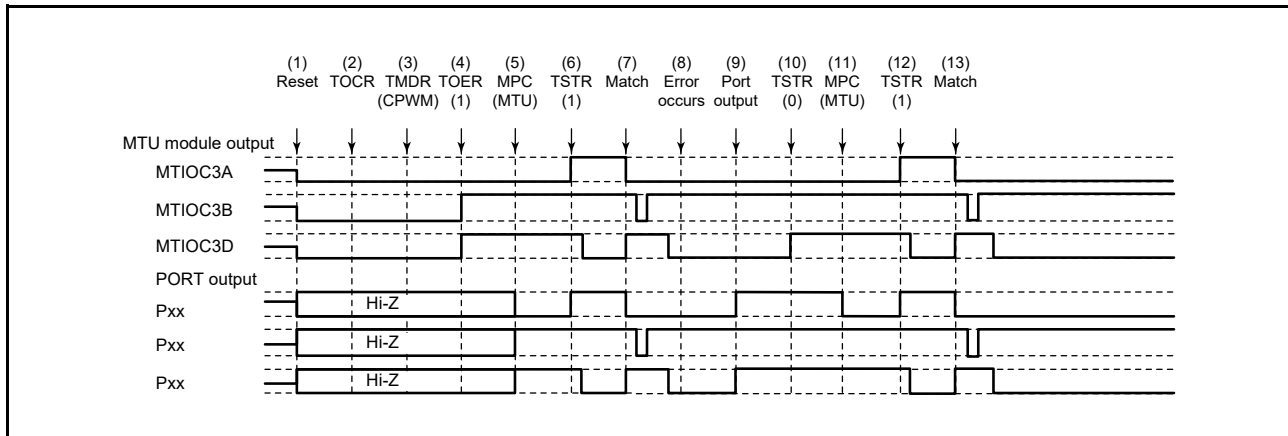 (1) (2) (3) (4) (5) (6) (7) (8) (9) (10) (11) (12) (13)
Reset TOCR TMDR TOER MPC TSTR Match Error Port TSTR MPC TSTR Match
(CPWM) (1) (MTU) (1) occurs output (0) (MTU) (1)
MTU module output
MTIOC3A
MTIOC3B
MTIOC3D
PORT output
Pxx Hi-Z
Pxx Hi-Z
Pxx Hi-Z